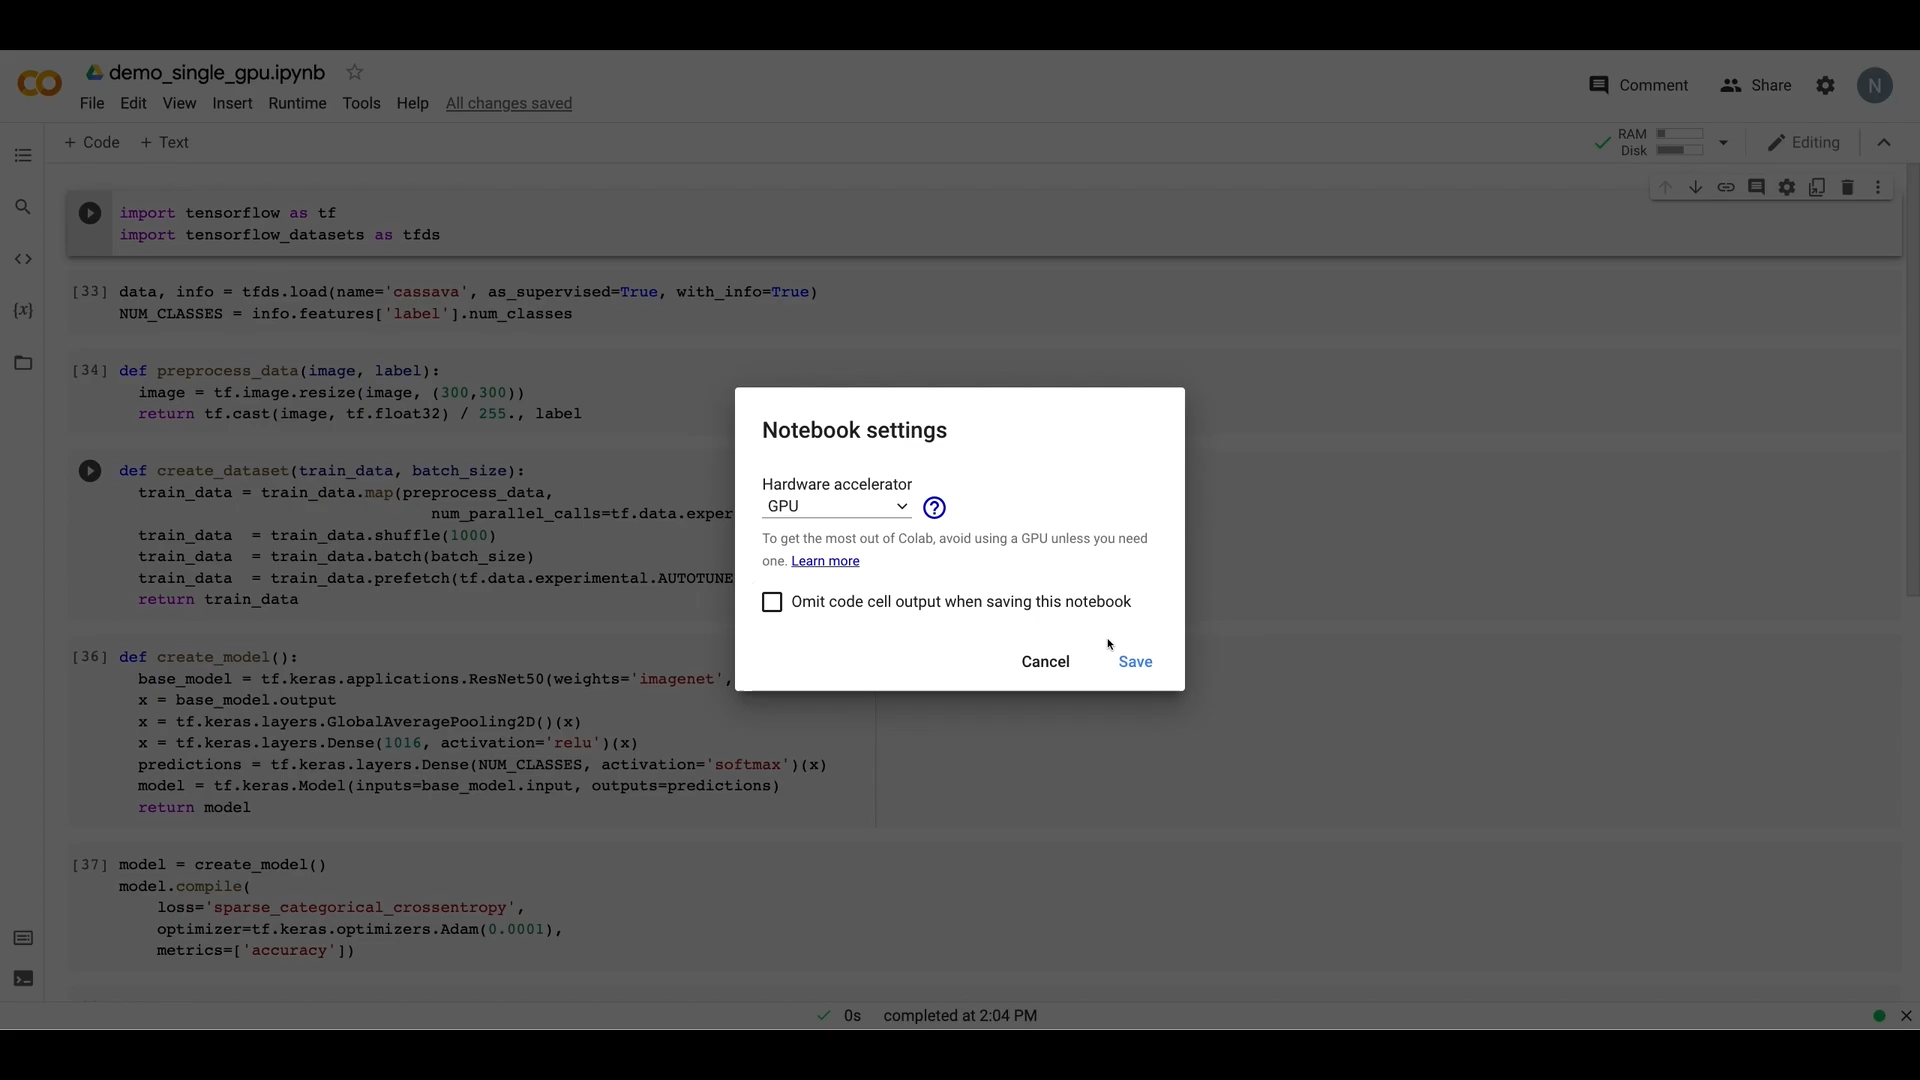 demo_single_gpu.ipynb
File Edit View Insert Runtime Tools Help All changes saved
Comment Share N
+ Code + Text
RAM
Disk
Editing
import tensorflow as tf
import tensorflow_datasets as tfds
[33] data, info = tfds.load(name='cassava', as_supervised=True, with_info=True)
NUM_CLASSES = info.features['label'].num_classes
[34] def preprocess_data(image, label):
image = tf.image.resize(image, (300,300))
return tf.cast(image, tf.float32) / 255., label
def create_dataset(train_data, batch_size):
train_data = train_data.map(preprocess_data,
num_parallel_calls=tf.data.exper
train_data = train_data.shuffle(1000)
train_data = train_data.batch(batch_size)
train_data = train_data.prefetch(tf.data.experimental.AUTOTUNE
return train_data
[36] def create_model():
base_model = tf.keras.applications.ResNet50(weights='imagenet',
x = base_model.output
x = tf.keras.layers.GlobalAveragePooling2D()(x)
x = tf.keras.layers.Dense(1016, activation='relu')(x)
predictions = tf.keras.layers.Dense(NUM_CLASSES, activation='softmax')(x)
model = tf.keras.Model(inputs=base_model.input, outputs=predictions)
return model
[37] model = create_model()
model.compile(
loss='sparse_categorical_crossentropy',
optimizer=tf.keras.optimizers.Adam(0.0001),
metrics=['accuracy'])
Notebook settings
Hardware accelerator
GPU
To get the most out of Colab, avoid using a GPU unless you need
one. Learn more
Omit code cell output when saving this notebook
Cancel Save
0s completed at 2:04 PM